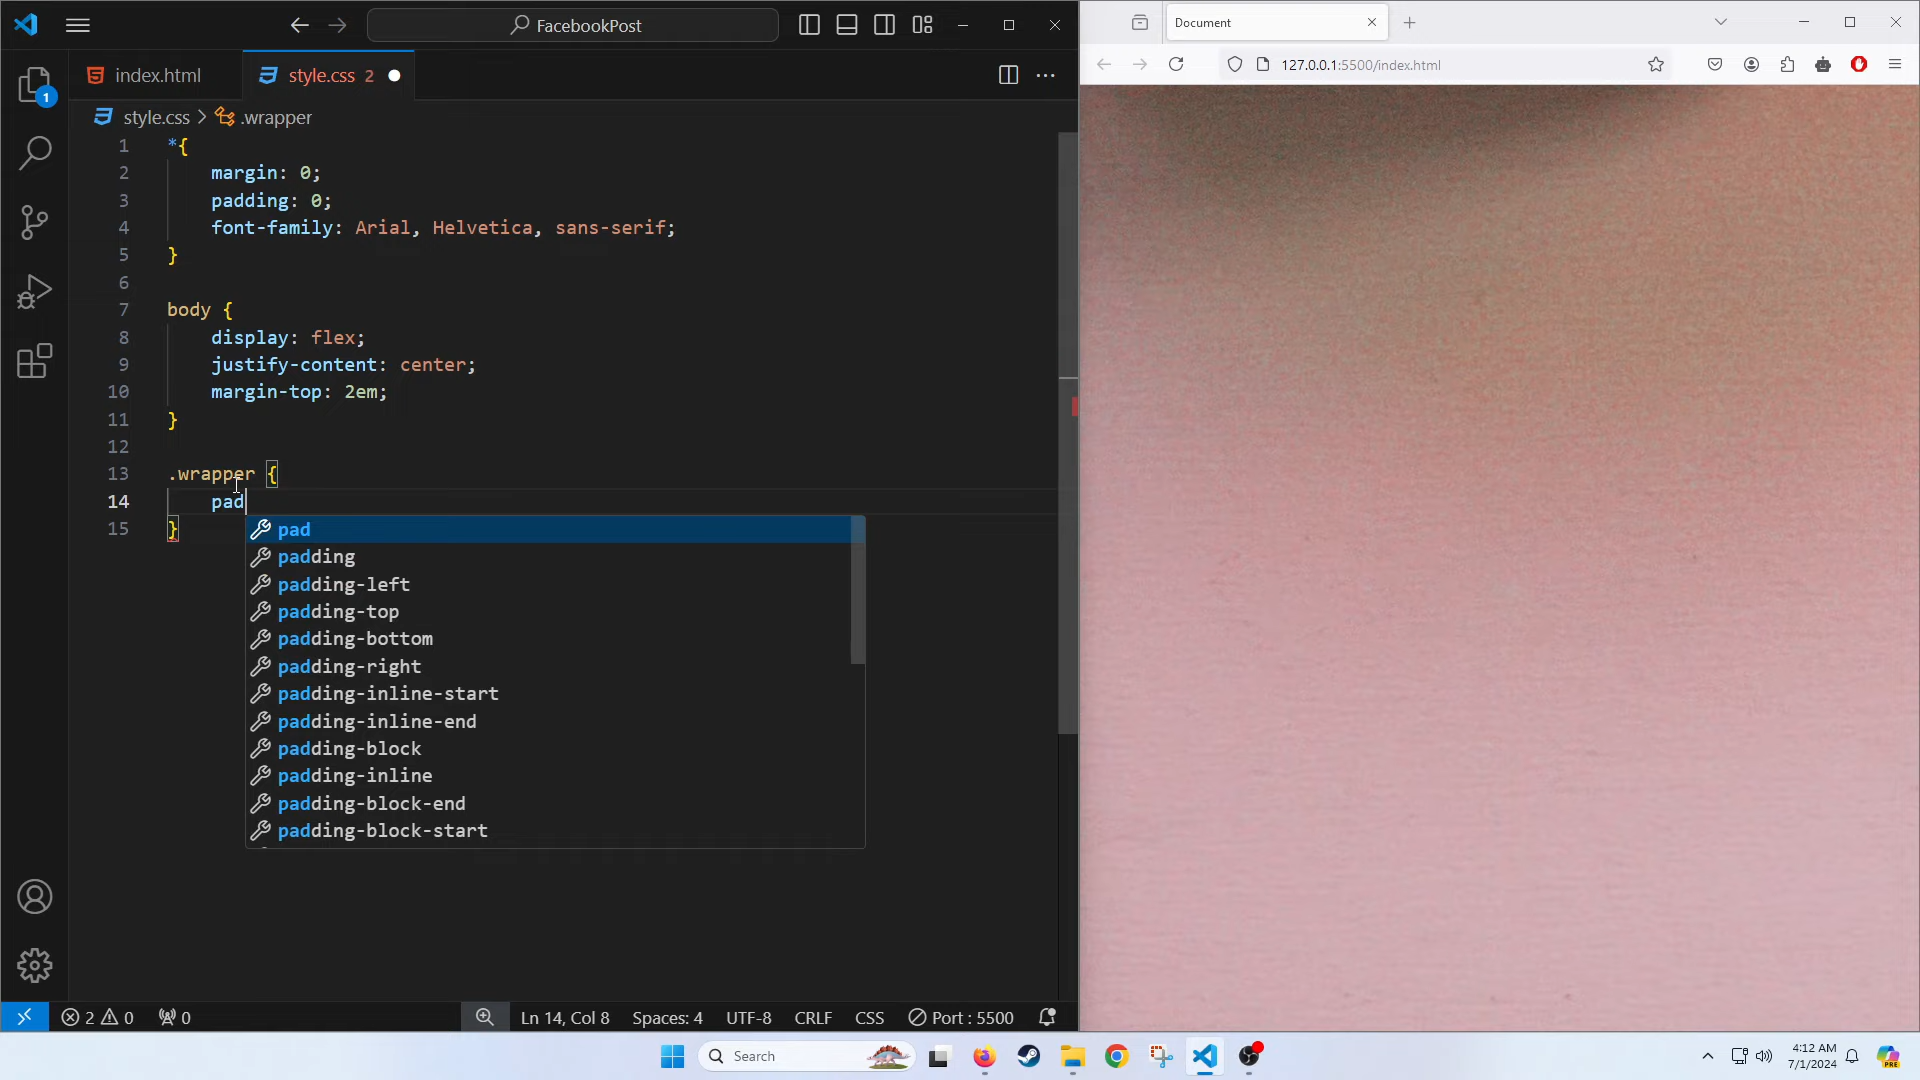 FacebookPost
Document
index.html
style.css 2
127.0.0.1:5500/index.html
1
style.css > .wrapper
1 *{
2 margin: 0;
3 padding: 0;
4 font-family: Arial, Helvetica, sans-serif;
5 }
6
7 body {
8 display: flex;
9 justify-content: center;
10 margin-top: 2em;
11 }
12
13 .wrapper {
14 pad
15 }
pad
padding
padding-left
padding-top
padding-bottom
padding-right
padding-inline-start
padding-inline-end
padding-block
padding-inline
padding-block-end
padding-block-start
2 0 0 Ln 14, Col 8 Spaces: 4 UTF-8 CRLF CSS Port : 5500
Search
4:12 AM
7/1/2024
PRE